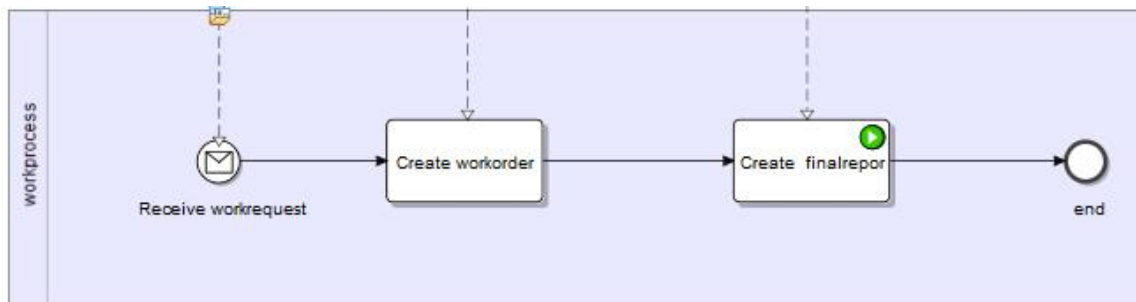 workprocess
Receive workrequest
Create workorder
Create finalrepor
end